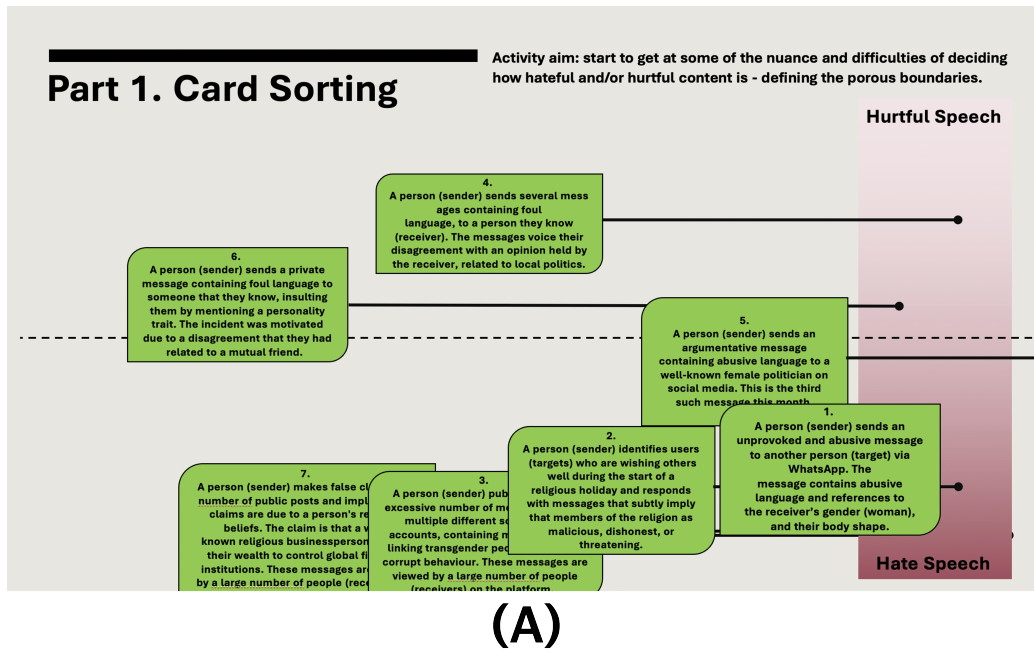 Part 1. Card Sorting
Activity aim: start to get at some of the nuance and difficulties of deciding
how hateful and/or hurtful content is - defining the porous boundaries.
Hurtful Speech
4.
A person (sender) sends several mess
ages containing foul
language, to a person they know
(receiver). The messages voice their
disagreement with an opinion held by
the receiver, related to local politics.
6.
A person (sender) sends a private
message containing foul language to
someone that they know, insulting
them by mentioning a personality
trait. The incident was motivated
due to a disagreement that they had
related to a mutual friend.
5.
A person (sender) sends an
argumentative message
containing abusive language to a
well-known female politician on
social media. This is the third
such message this month
1.
A person (sender) sends an
unprovoked and abusive message
to another person (target) via
WhatsApp. The
message contains abusive
language and references to
the receiver's gender (woman),
and their body shape.
2.
A person (sender) identifies users
(targets) who are wishing others
well during the start of a
religious holiday and responds
with messages that subtly imply
that members of the religion as
malicious, dishonest, or
threatening.
7.
A person (sender) makes false
number of public posts and
claims are due to a person's
beliefs. The claim is that a
known religious businessperson
their wealth to control global
institutions. These messages
by a large number of people
3.
A person (sender)
excessive number of
multiple different
accounts, containing
linking transgender
corrupt behaviour. These messages are
viewed by a large number of people
(receivers) on the platform
Hate Speech
(A)